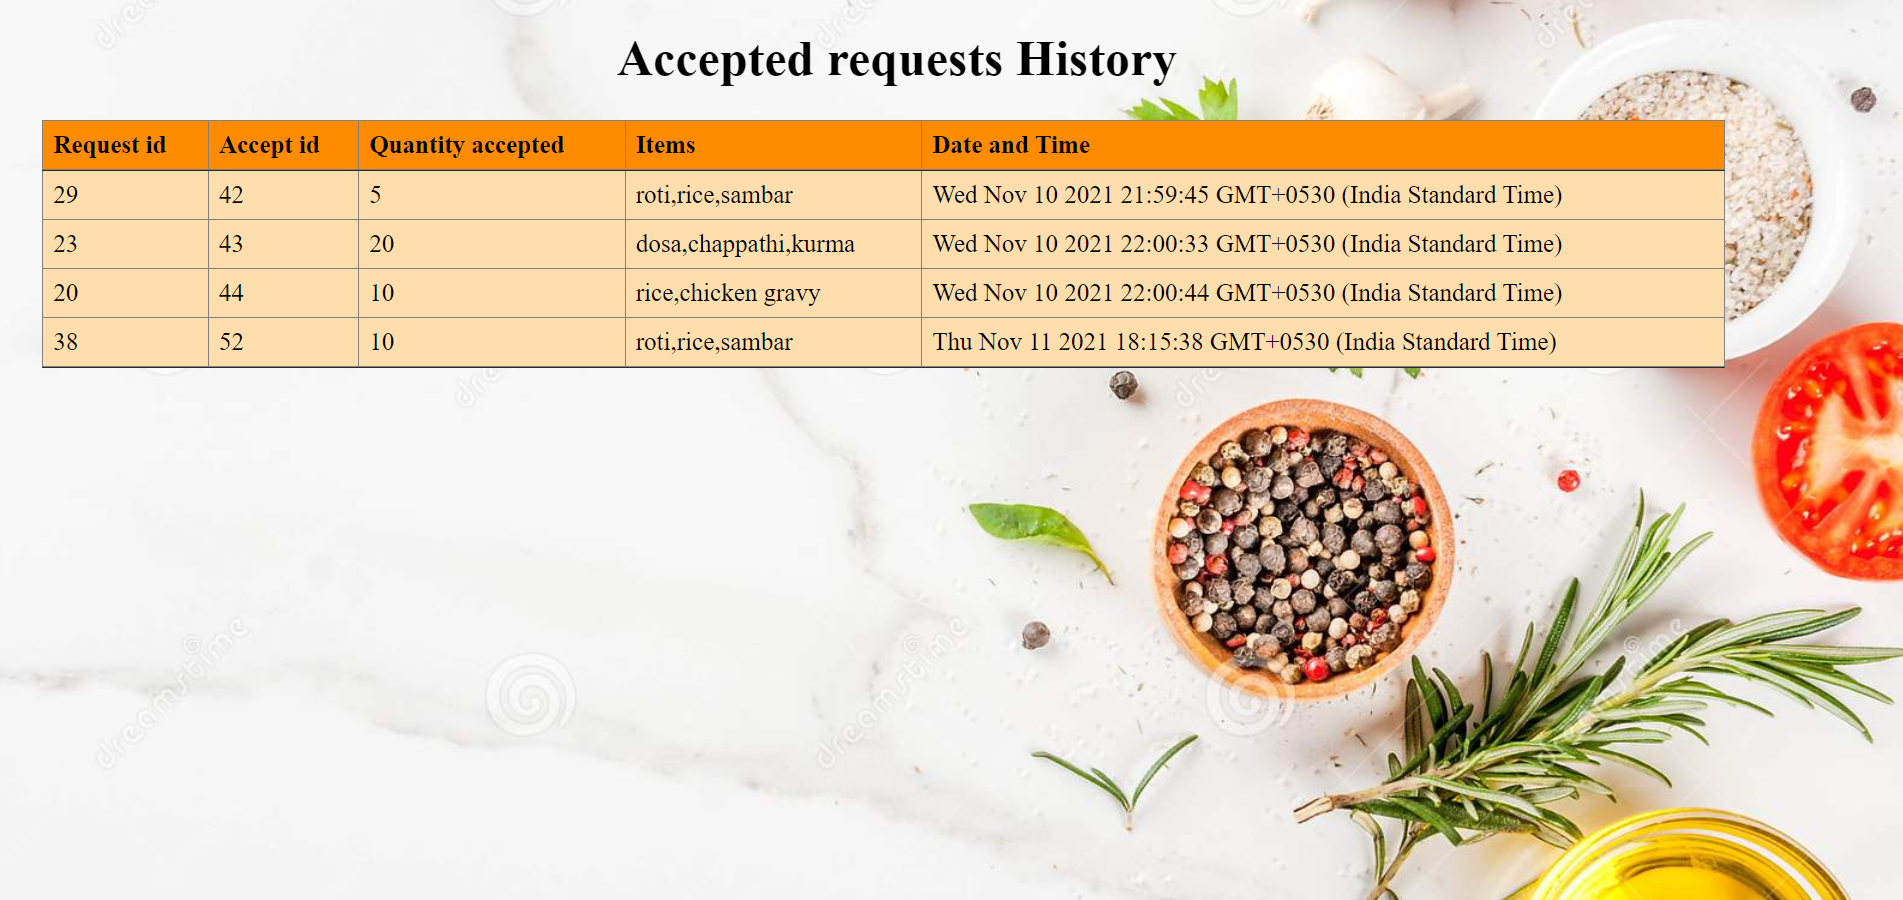 Accepted requests History
Request id Accept id Quantity accepted Items Date and Time
29 42 5 roti,rice,sambar Wed Nov 10 2021 21:59:45 GMT+0530 (India Standard Time)
23 43 20 dosa,chappathi,kurma Wed Nov 10 2021 22:00:33 GMT+0530 (India Standard Time)
20 44 10 rice,chicken gravy Wed Nov 10 2021 22:00:44 GMT+0530 (India Standard Time)
38 52 10 roti,rice,sambar Thu Nov 11 2021 18:15:38 GMT+0530 (India Standard Time)
dreamstime
dreamstime
dreamstime